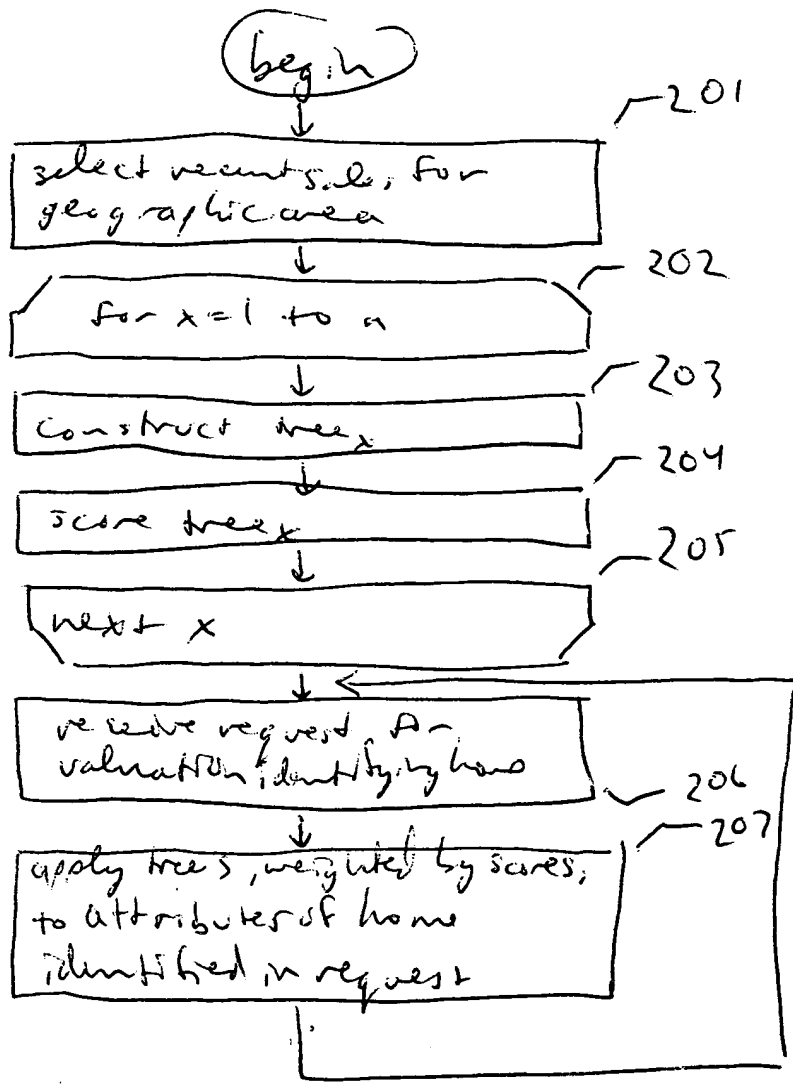 begin
201
select recent sales for
geographic area
202
for x = 1 to n
203
construct tree x
204
score tree x
205
next x
receive request for
valuation identifying home
206
207
apply trees, weighted by scores,
to attributes of home
identified in request